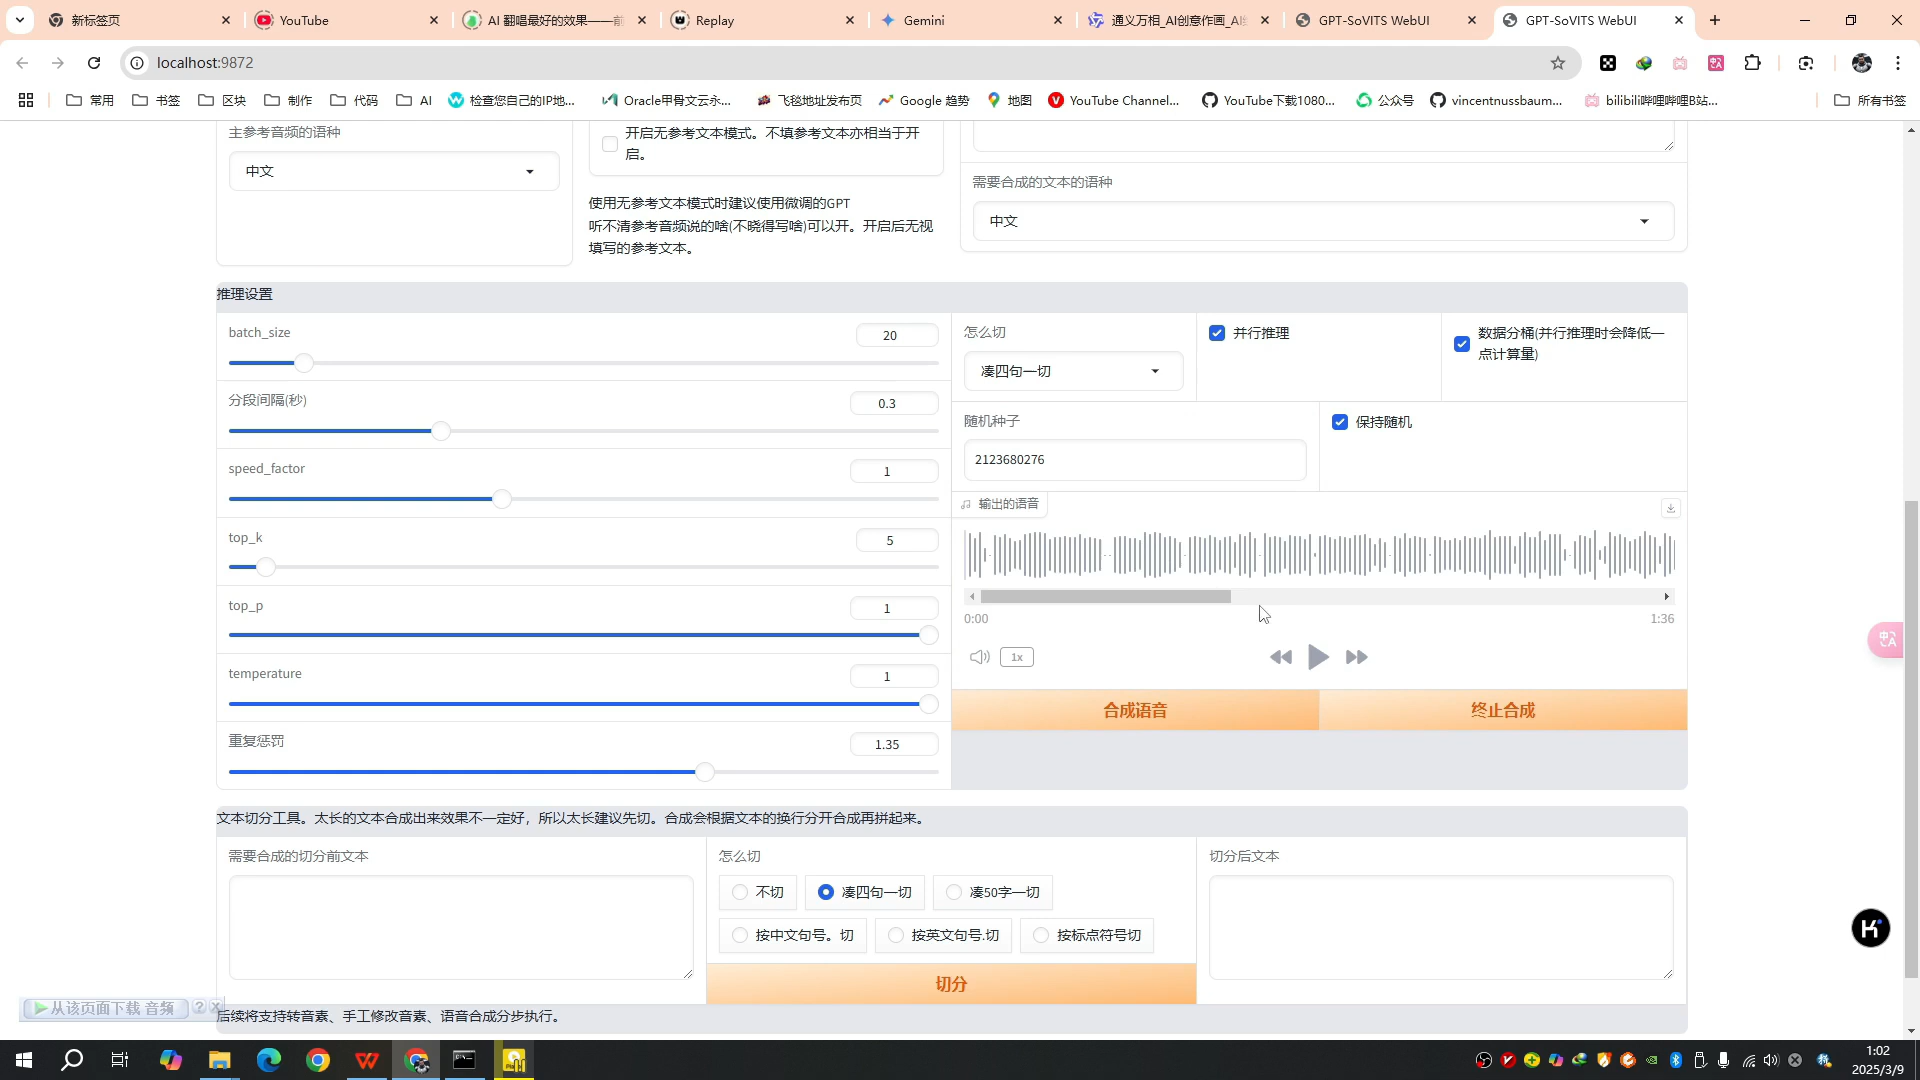 新标签页
YouTube
AI 翻唱最好的效果——前
Replay
Gemini
通义万相_AI创意作画_AI绘
GPT-SoVITS WebUI
GPT-SoVITS WebUI
localhost:9872
常用
书签
区块
制作
代码
AI
检查您自己的IP地...
Oracle甲骨文云永...
飞毯地址发布页
Google 趋势
地图
YouTube Channel...
YouTube下载1080...
公众号
vincentnussbaum...
bilibili哔哩哔哩B站...
所有书签
主参考音频的语种
中文
开启无参考文本模式。不填参考文本亦相当于开
启。
使用无参考文本模式时建议使用微调的GPT
听不清参考音频说的啥(不晓得写啥)可以开。开启后无视
填写的参考文本。
需要合成的文本的语种
中文
推理设置
batch_size
20
分段间隔(秒)
0.3
speed_factor
1
top_k
5
top_p
1
temperature
1
重复惩罚
1.35
怎么切
凑四句一切
并行推理
数据分桶(并行推理时会降低一
点计算量)
随机种子
2123680276
保持随机
输出的语音
0:00
1:36
1x
合成语音
终止合成
文本切分工具。太长的文本合成出来效果不一定好，所以太长建议先切。合成会根据文本的换行分开合成再拼起来。
需要合成的切分前文本
怎么切
不切
凑四句一切
凑50字一切
按中文句号。切
按英文句号.切
按标点符号切
切分
切分后文本
从该页面下载 音频
后续将支持转音素、手工修改音素、语音合成分步执行。
1:02
2025/3/9